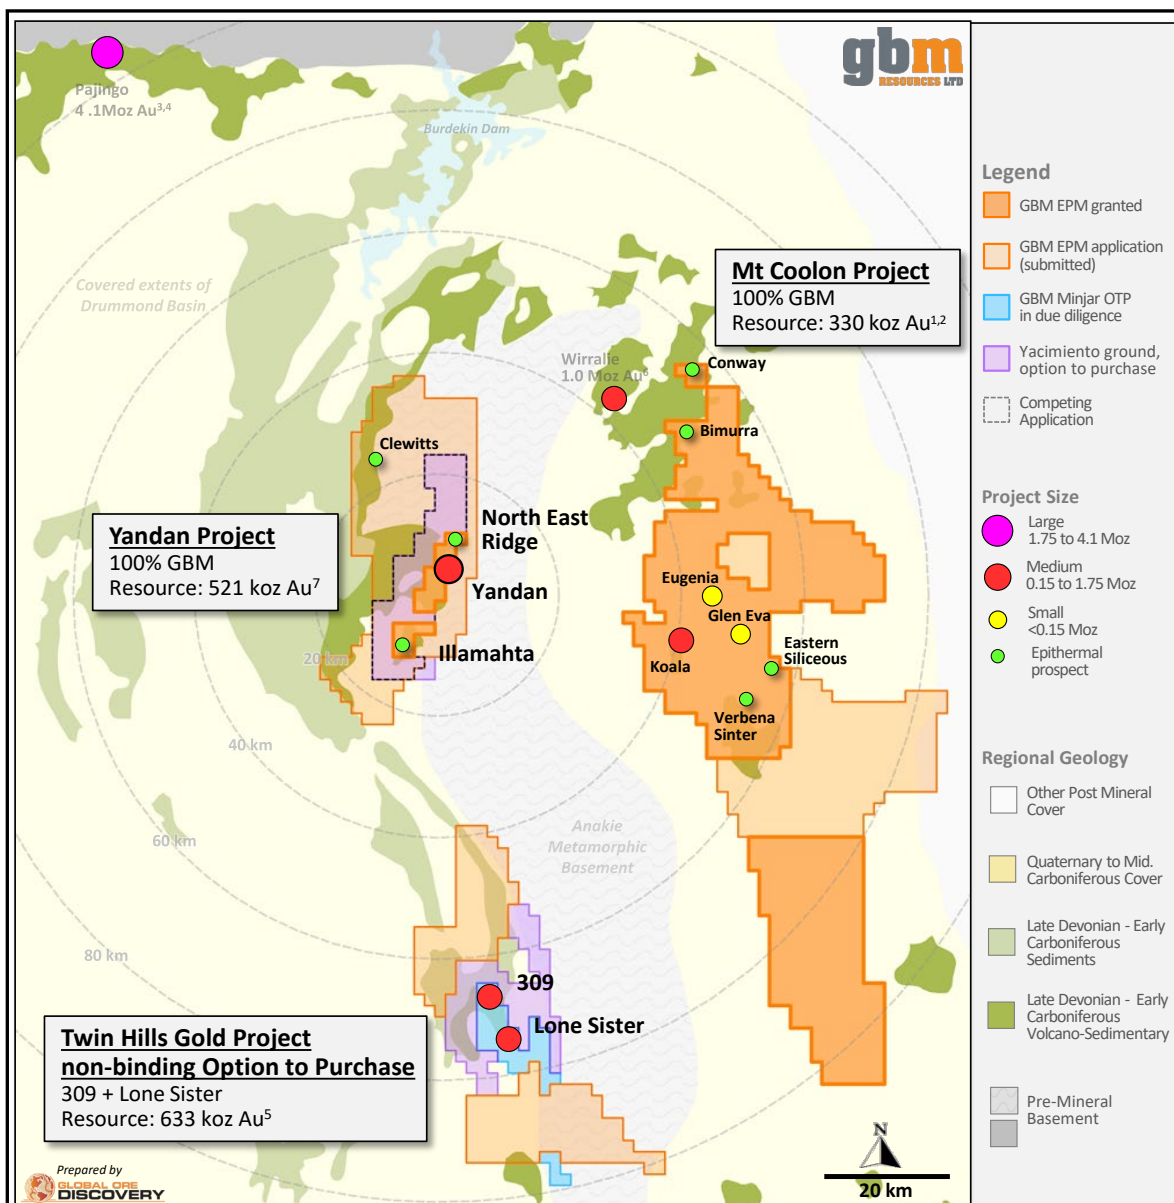 gbm
RESOURCES LTD
Pajingo
4 .1Moz Au3,4
Burdekin Dam
Covered extents of
Drummond Basin
Mt Coolon Project
100% GBM
Resource: 330 koz Au1,2
Wirralie
1.0 Moz Au6
Conway
Bimurra
Clewitts
North East
Ridge
Yandan Project
100% GBM
Resource: 521 koz Au7
Yandan
Eugenia
Glen Eva
Illamahta
Koala
Eastern
Siliceous
Verbena
Sinter
20 km
40 km
60 km
80 km
Anakie
Metamorphic
Basement
309
Lone Sister
Twin Hills Gold Project
non-binding Option to Purchase
309 + Lone Sister
Resource: 633 koz Au5
Prepared by
GLOBAL ORE
DISCOVERY
N
20 km
Legend
GBM EPM granted
GBM EPM application
(submitted)
GBM Minjar OTP
in due diligence
Yacimiento ground,
option to purchase
Competing
Application
Project Size
Large
1.75 to 4.1 Moz
Medium
0.15 to 1.75 Moz
Small
<0.15 Moz
Epithermal
prospect
Regional Geology
Other Post Mineral
Cover
Quaternary to Mid.
Carboniferous Cover
Late Devonian - Early
Carboniferous
Sediments
Late Devonian - Early
Carboniferous
Volcano-Sedimentary
Pre-Mineral
Basement